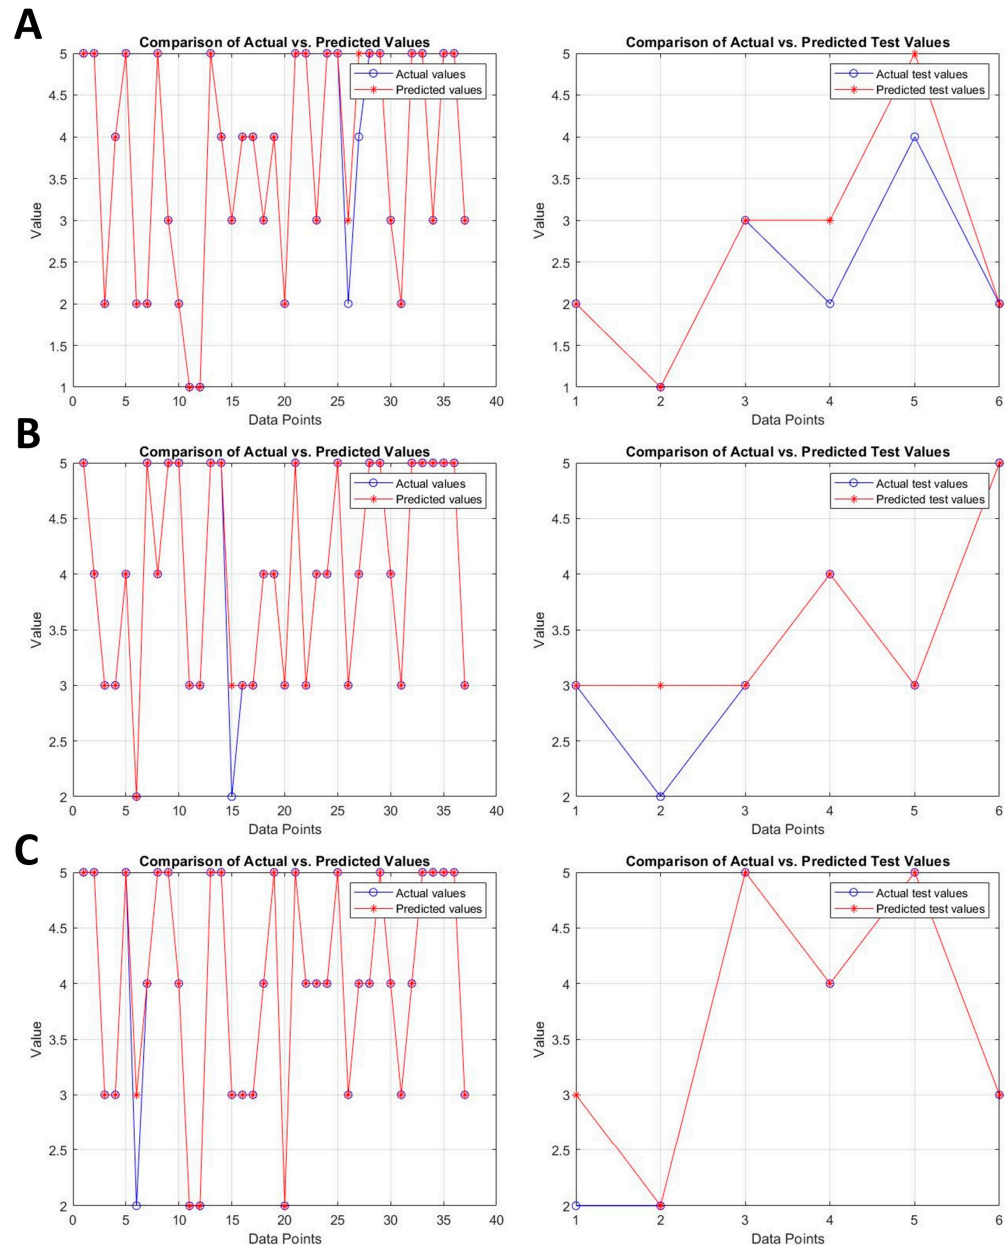 A
Comparison of Actual vs. Predicted Values
Actual values
Predicted values
5
4.5
4
3.5
3
2.5
2
1.5
1
Value
0 5 10 15 20 25 30 35 40
Data Points
Comparison of Actual vs. Predicted Test Values
Actual test values
Predicted test values
5
4.5
4
3.5
3
2.5
2
1.5
1
Value
1 2 3 4 5 6
Data Points
B
Comparison of Actual vs. Predicted Values
Actual values
Predicted values
5
4.5
4
3.5
3
2.5
2
Value
0 5 10 15 20 25 30 35 40
Data Points
Comparison of Actual vs. Predicted Test Values
Actual test values
Predicted test values
5
4.5
4
3.5
3
2.5
2
Value
1 2 3 4 5 6
Data Points
C
Comparison of Actual vs. Predicted Values
Actual values
Predicted values
5
4.5
4
3.5
3
2.5
2
Value
0 5 10 15 20 25 30 35 40
Data Points
Comparison of Actual vs. Predicted Test Values
Actual test values
Predicted test values
5
4.5
4
3.5
3
2.5
2
Value
1 2 3 4 5 6
Data Points